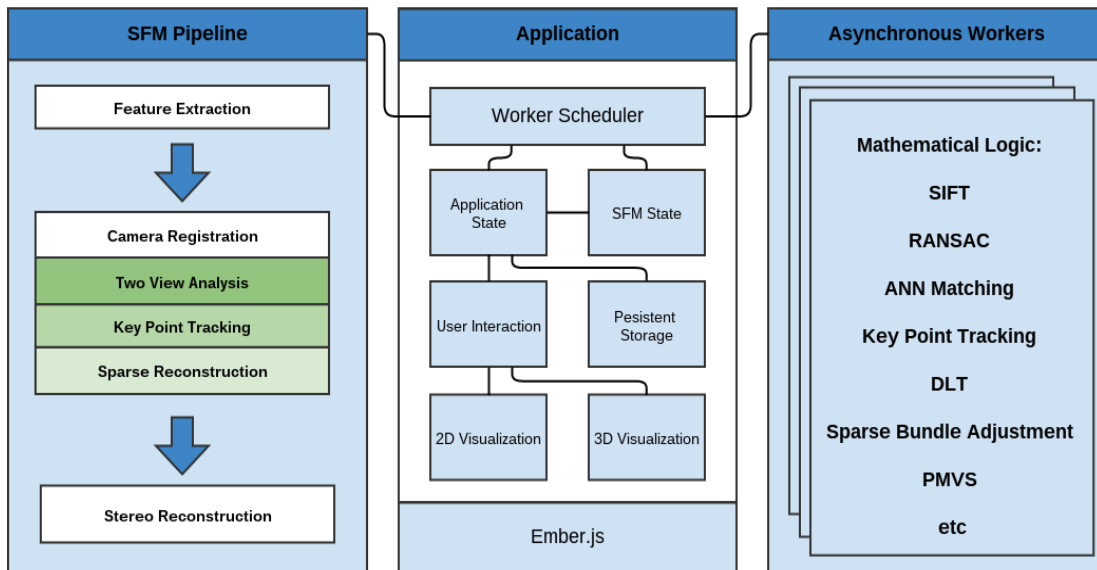 SFM Pipeline
Feature Extraction
Camera Registration
Two View Analysis
Key Point Tracking
Sparse Reconstruction
Stereo Reconstruction
Application
Worker Scheduler
Application
State
SFM State
User Interaction
Pesistent
Storage
2D Visualization
3D Visualization
Ember.js
Asynchronous Workers
Mathematical Logic:
SIFT
RANSAC
ANN Matching
Key Point Tracking
DLT
Sparse Bundle Adjustment
PMVS
etc